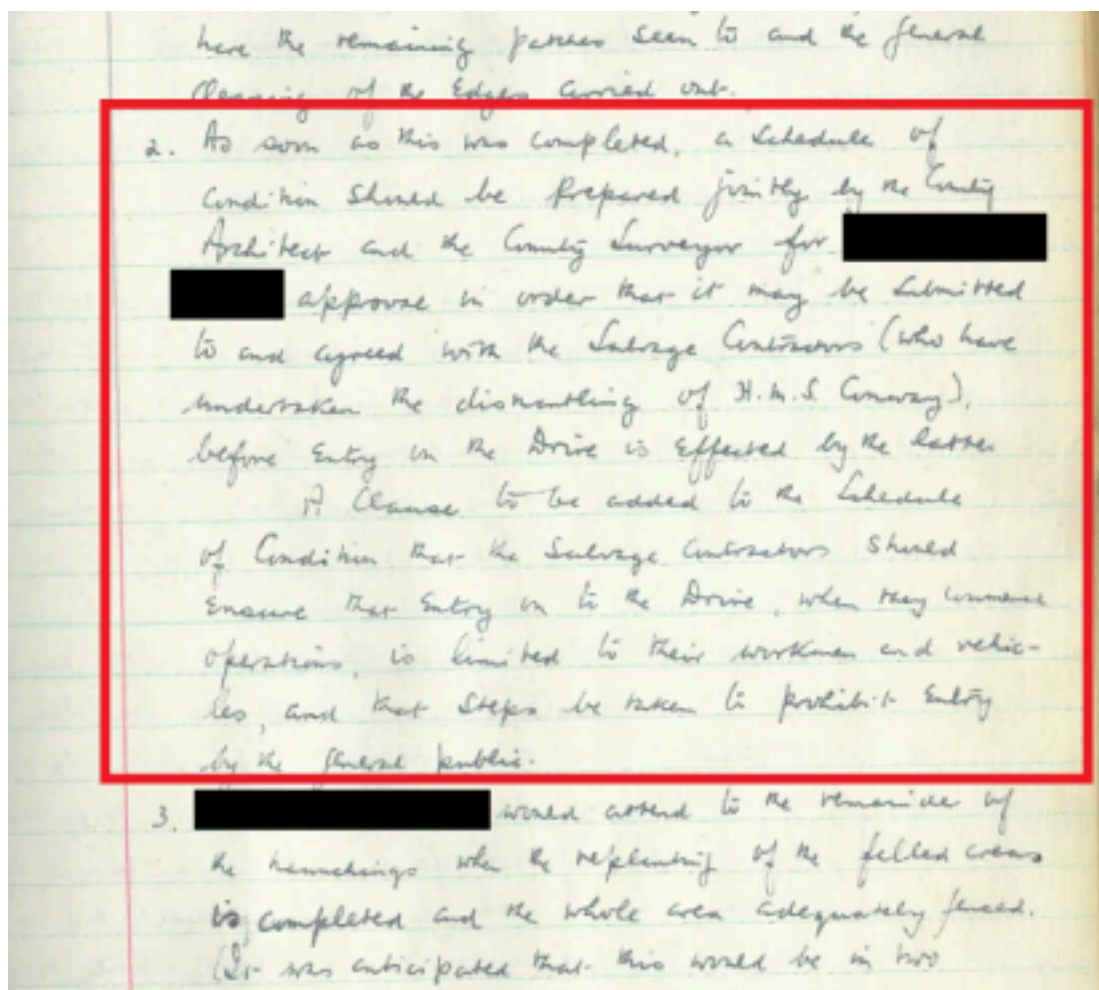 have the remaining patches seen to and the general
cleaning of the Edges carried out.
2. As soon as this was completed, a Schedule of
Condition should be prepared jointly by the County
Architect and the County Surveyor for
approval in order that it may be submitted
to and agreed with the Salvage Contractors (who have
undertaken the dismantling of H.M.S. Conway),
before Entry on the Drive is Effected by the latter
A Clause to be added to the Schedule
of Condition that the Salvage Contractors should
Ensure that Entry on to the Drive, when they commence
operations, is limited to their workmen and vehic-
les, and that Steps be taken to prohibit Entry
by the general public.
3. would attend to the remainder of
the haunchings when the replanting of the felled areas
is completed and the whole area adequately fenced.
(It was anticipated that this would be in two